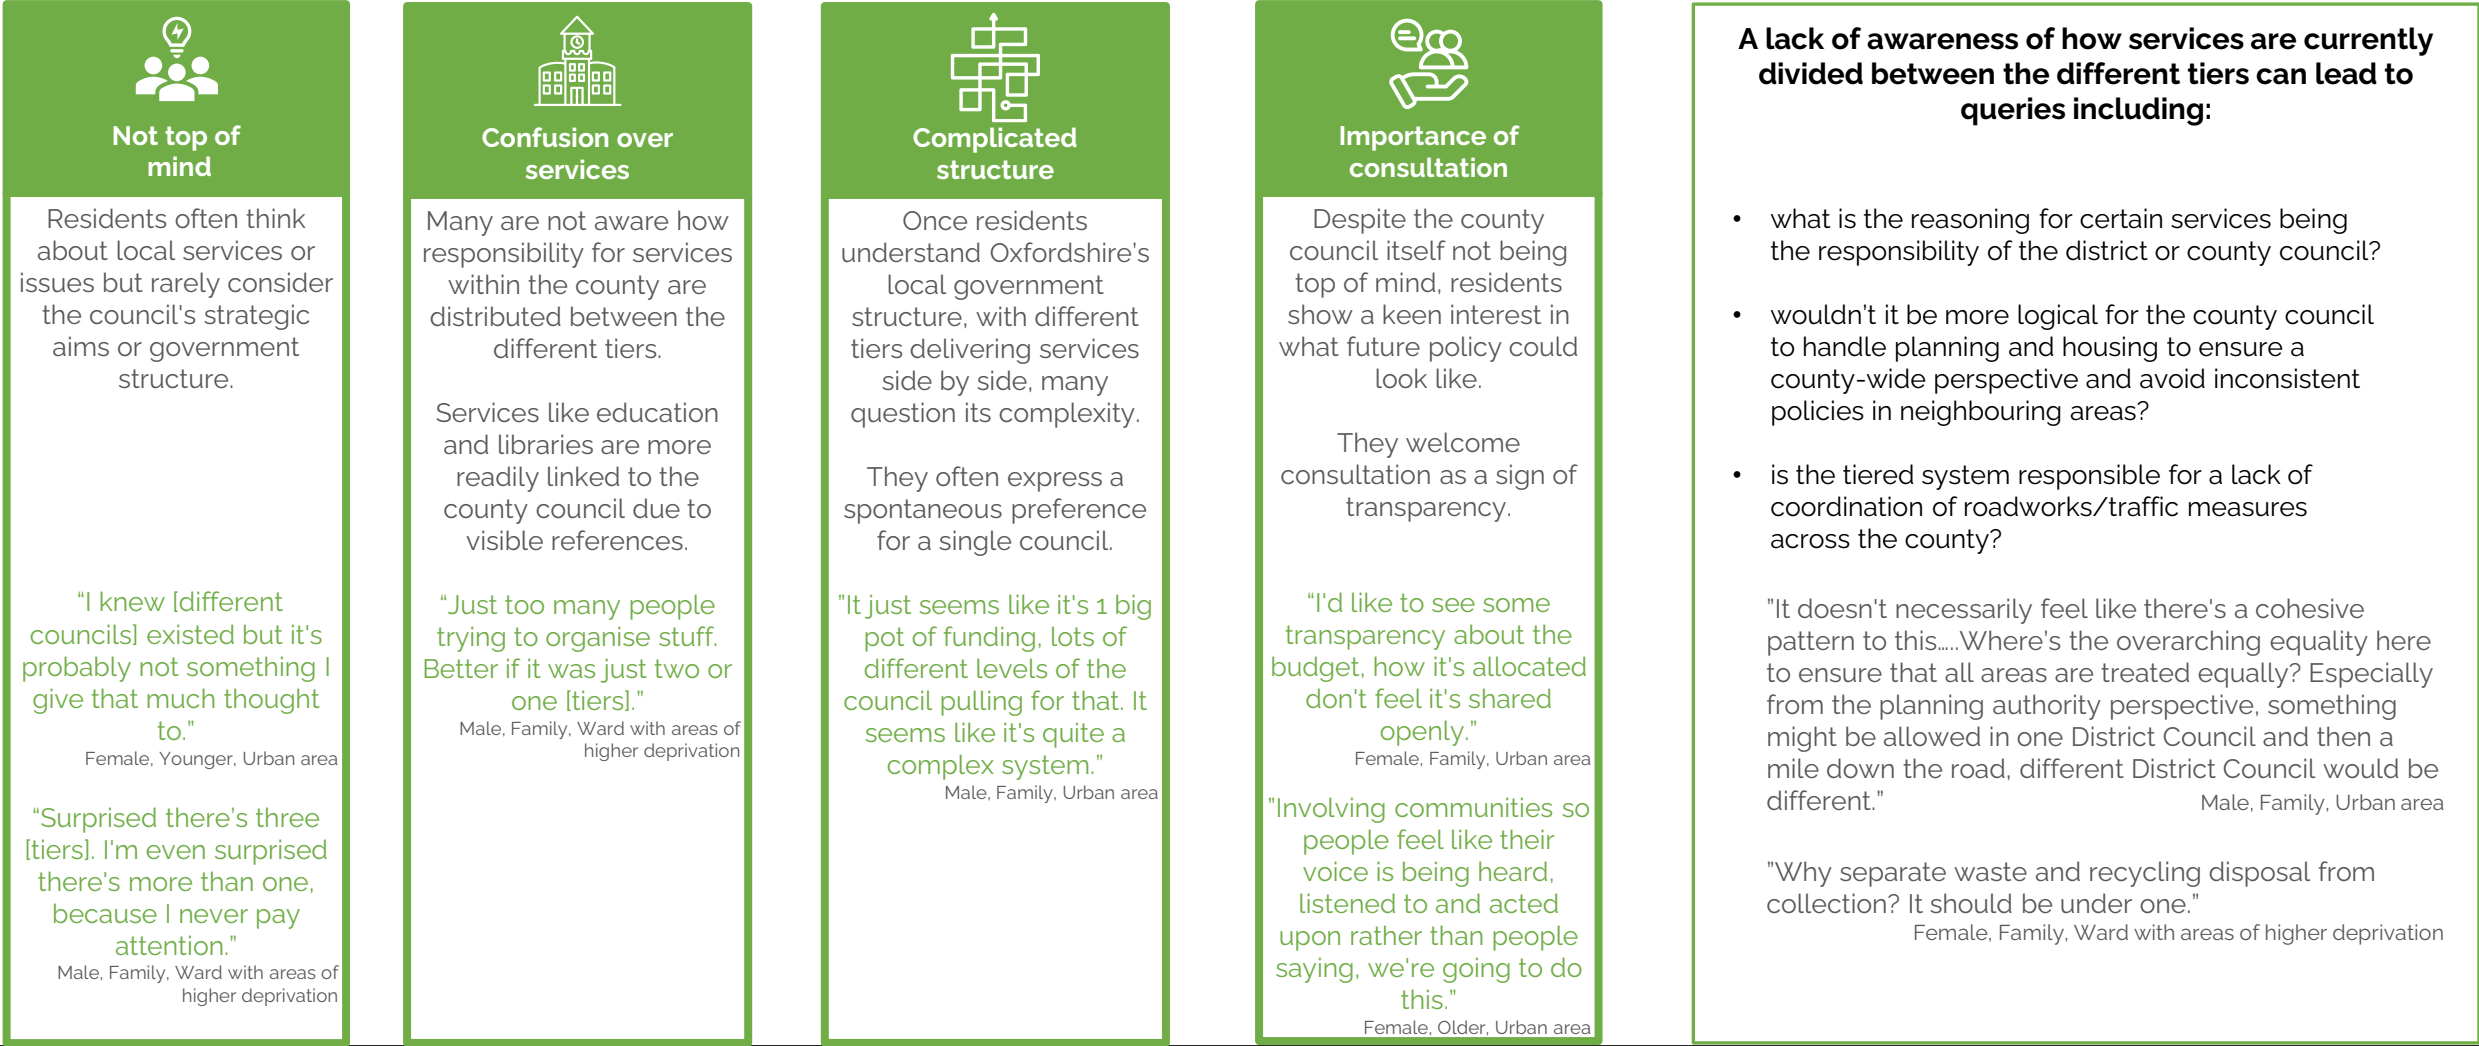 Not top of
mind
Residents often think
about local services or
issues but rarely consider
the council's strategic
aims or government
structure.
“I knew [different
councils] existed but it's
probably not something I
give that much thought
to.”
Female, Younger, Urban area
“Surprised there’s three
[tiers]. I'm even surprised
there's more than one,
because I never pay
attention.”
Male, Family, Ward with areas of
higher deprivation
Confusion over
services
Many are not aware how
responsibility for services
within the county are
distributed between the
different tiers.
Services like education
and libraries are more
readily linked to the
county council due to
visible references.
“Just too many people
trying to organise stuff.
Better if it was just two or
one [tiers].”
Male, Family, Ward with areas of
higher deprivation
Complicated
structure
Once residents
understand Oxfordshire’s
local government
structure, with different
tiers delivering services
side by side, many
question its complexity.
They often express a
spontaneous preference
for a single council.
”It just seems like it's 1 big
pot of funding, lots of
different levels of the
council pulling for that. It
seems like it's quite a
complex system.”
Male, Family, Urban area
Importance of
consultation
Despite the county
council itself not being
top of mind, residents
show a keen interest in
what future policy could
look like.
They welcome
consultation as a sign of
transparency.
“I'd like to see some
transparency about the
budget, how it's allocated
don't feel it's shared
openly.”
Female, Family, Urban area
”Involving communities so
people feel like their
voice is being heard,
listened to and acted
upon rather than people
saying, we're going to do
this.”
Female, Older, Urban area
A lack of awareness of how services are currently
divided between the different tiers can lead to
queries including:
• what is the reasoning for certain services being
the responsibility of the district or county council?
• wouldn’t it be more logical for the county council
to handle planning and housing to ensure a
county-wide perspective and avoid inconsistent
policies in neighbouring areas?
• is the tiered system responsible for a lack of
coordination of roadworks/traffic measures
across the county?
”It doesn't necessarily feel like there's a cohesive
pattern to this…..Where’s the overarching equality here
to ensure that all areas are treated equally? Especially
from the planning authority perspective, something
might be allowed in one District Council and then a
mile down the road, different District Council would be
different.” Male, Family, Urban area
”Why separate waste and recycling disposal from
collection? It should be under one.”
Female, Family, Ward with areas of higher deprivation